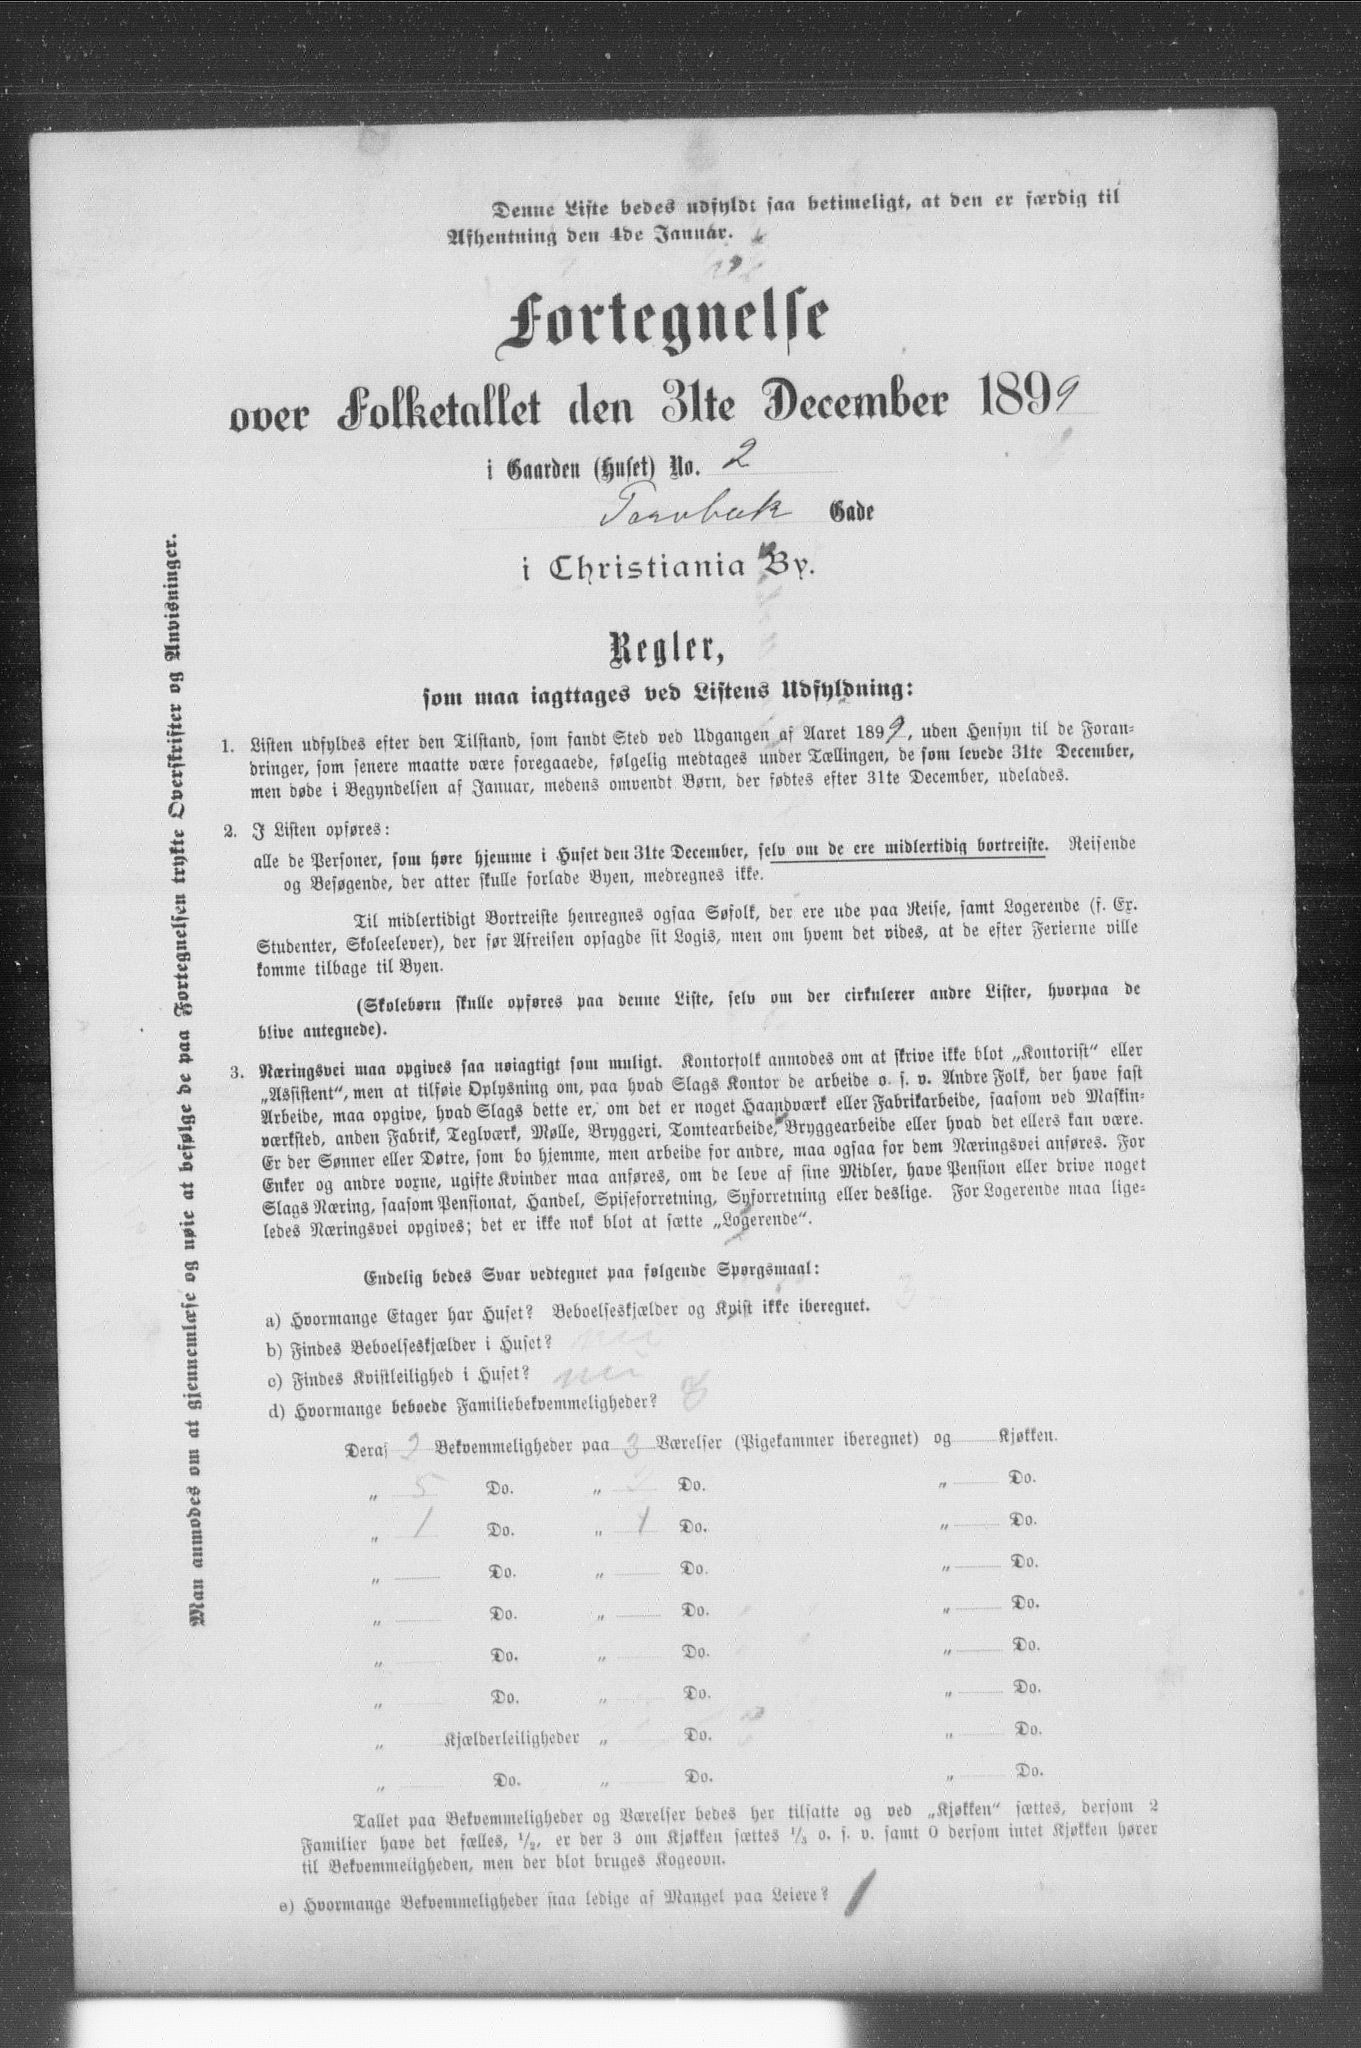 Denne Liste bedes udfyldt saa betimeligt, at den er færdig til
Afhentning den 4de Januar.
Fortegnelse
over Folketallet den 31te December 1899
i Gaarden (Huset) No. 2
Torvbak Gade
i Christiania By.
Regler,
som maa iagttages ved Listens Udfyldning:
1. Listen udfyldes efter den Tilstand, som fandt Sted ved Udgangen af Aaret 1899, uden Hensyn til de Foran-
dringer, som senere maatte være foregaaede, følgelig medtages under Tællingen, de som levede 31te December,
men døde i Begyndelsen af Januar, medens omvendt Børn, der fødtes efter 31te December, udelades.
2. I Listen opføres:
alle de Personer, som høre hjemme i Huset den 31te December, selv om de ere midlertidig bortreiste. Reisende
og Besøgende, der atter skulle forlade Byen, medregnes ikke.
Til midlertidigt Bortreiste henregnes ogsaa Søfolk, der ere ude paa Reise, samt Logerende (f. Ex.
Studenter, Skoleelever), der før Afreisen opsagde sit Logis, men om hvem det vides, at de efter Ferierne ville
komme tilbage til Byen.
(Skolebørn skulle opføres paa denne Liste, selv om der cirkulerer andre Lister, hvorpaa de
blive antegnede).
3. Næringsvei maa opgives saa nøiagtigt som muligt. Kontorfolk anmodes om at skrive ikke blot „Kontorist“ eller
„Assistent“, men at tilføie Oplysning om, paa hvad Slags Kontor de arbeide o. s. v. Andre Folk, der have fast
Arbeide, maa opgive, hvad Slags dette er, om det er noget Haandværk eller Fabrikarbeide, saasom ved Maskin-
værksted, anden Fabrik, Teglværk, Mølle, Bryggeri, Tomtearbeide, Bryggearbeide eller hvad det ellers kan være.
Er der Sønner eller Døtre, som bo hjemme, men arbeide for andre, maa ogsaa for dem Næringsvei anføres. For
Enker og andre voxne, ugifte Kvinder maa anføres, om de leve af sine Midler, have Pension eller drive noget
Slags Næring, saasom Pensionat, Handel, Spiseforretning, Syforretning eller deslige. For Logerende maa lige-
ledes Næringsvei opgives; det er ikke nok blot at sætte „Logerende“.
Endelig bedes Svar vedtegnet paa følgende Spørgsmaal:
a) Hvormange Etager har Huset? Beboelseskjælder og Kvist ikke iberegnet. 3
b) Findes Beboelseskjælder i Huset? nei
c) Findes Kvistleilighed i Huset? nei
d) Hvormange beboede Familiebekvemmeligheder? 8
Deraf 2 Bekvemmeligheder paa 3 Værelser (Pigekammer iberegnet) og Kjøkken.
„ 5 Do. „ 2 Do. „ Do.
„ 1 Do. „ 1 Do. „ Do.
„ Do. „ Do. „ Do.
„ Do. „ Do. „ Do.
„ Do. „ Do. „ Do.
„ Do. „ Do. „ Do.
„ Kjælderleiligheder „ Do. „ Do.
„ Do. „ Do. „ Do.
Tallet paa Bekvemmeligheder og Værelser bedes her tilsatte og ved „Kjøkken“ sættes, dersom 2
Familier have det fælles, 1/2, er der 3 om Kjøkken sættes 1/3 o. s. v. samt 0 dersom intet Kjøkken hører
til Bekvemmeligheden, men der blot bruges Kogeovn.
e) Hvormange Bekvemmeligheder staa ledige af Mangel paa Leiere? 1
Man anmodes om at gjennemlæse og nøie at befølge de paa Fortegnelsen trykte Overskrifter og Anvisninger.